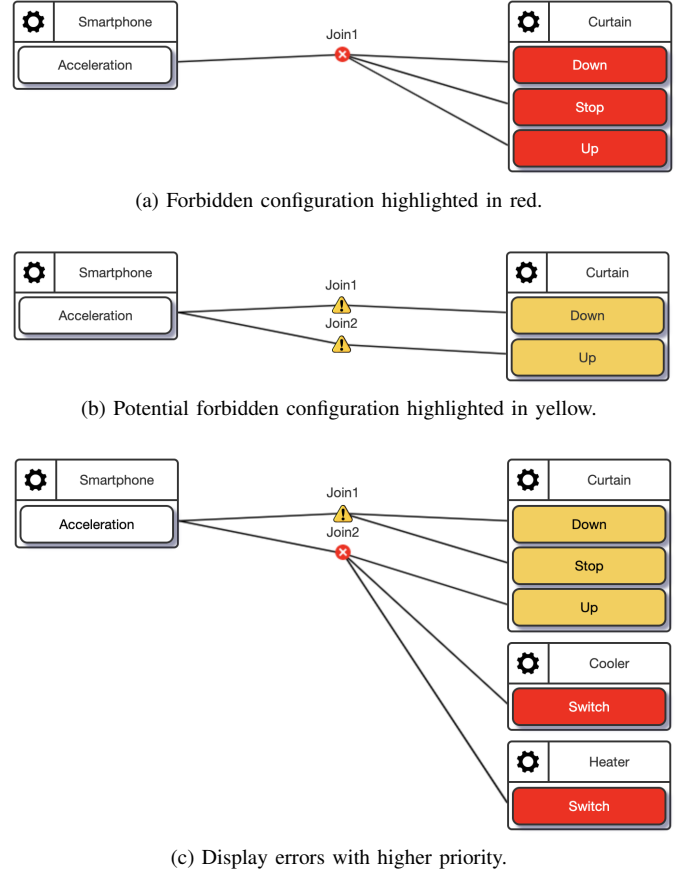 Smartphone
Acceleration
Join1
Curtain
Down
Stop
Up
(a) Forbidden configuration highlighted in red.
Smartphone
Acceleration
Join1
Join2
Curtain
Down
Up
(b) Potential forbidden configuration highlighted in yellow.
Smartphone
Acceleration
Join1
Join2
Curtain
Down
Stop
Up
Cooler
Switch
Heater
Switch
(c) Display errors with higher priority.